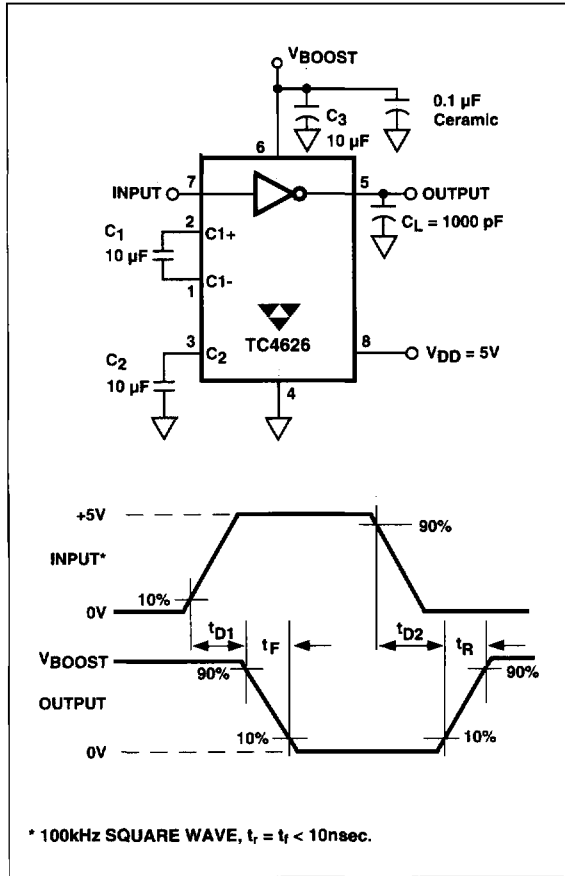 VBOOST
C3
10 µF
0.1 µF
Ceramic
6
INPUT
7
5
OUTPUT
CL = 1000 pF
C1
10 µF
2
C1+
1
C1-
TC4626
C2
10 µF
3
C2
8
VDD = 5V
4
+5V
INPUT*
0V
10%
90%
tD1
tF
tD2
tR
VBOOST
OUTPUT
0V
90%
10%
90%
10%
* 100kHz SQUARE WAVE, tr = tf < 10nsec.